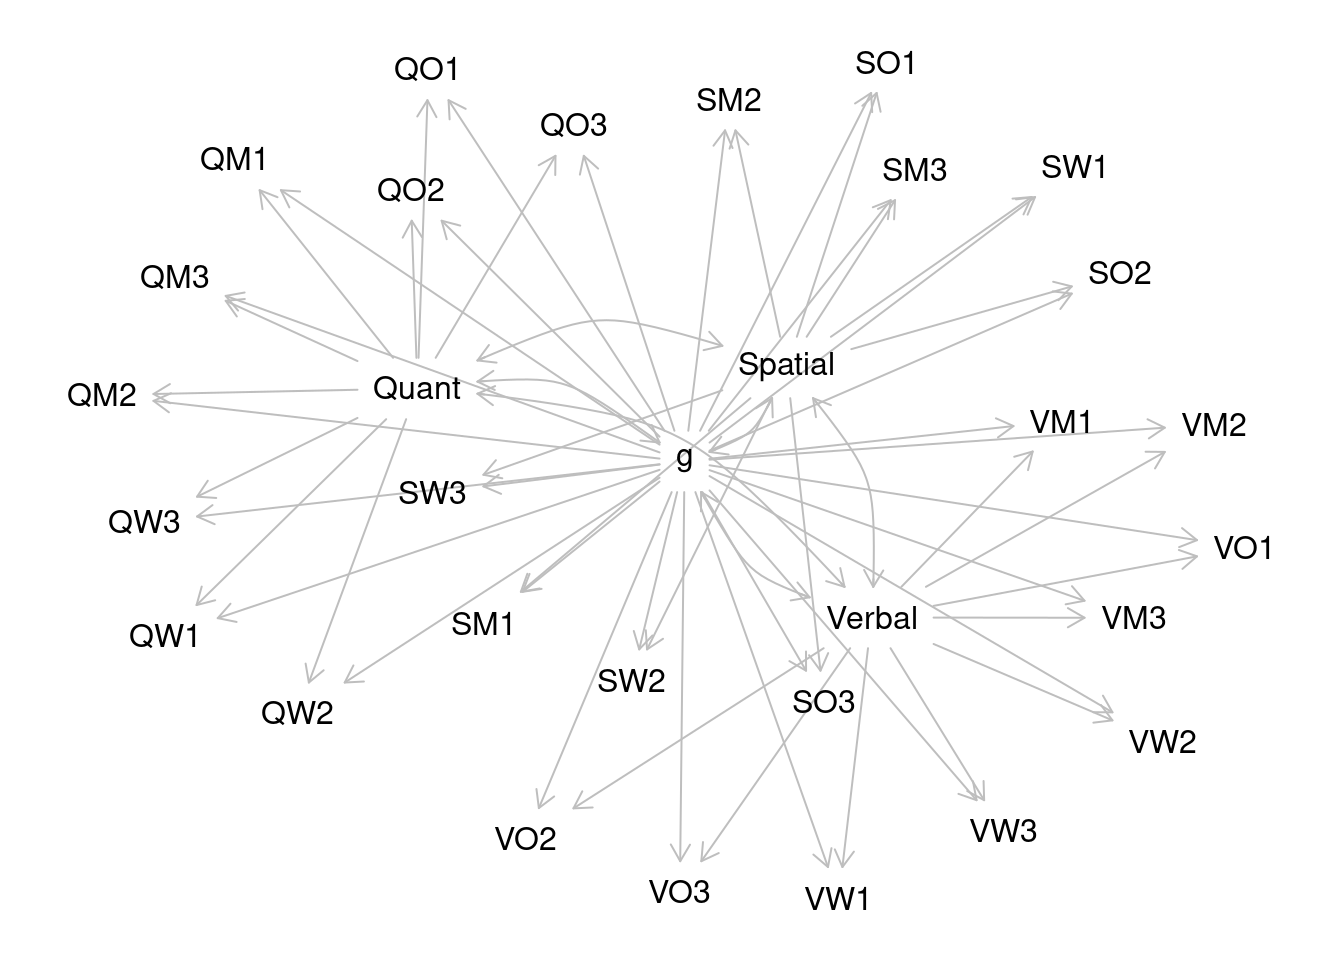 SO1
QO1
SM2
QO3
QM1
SM3
SW1
QO2
QM3
SO2
Spatial
Quant
QM2
VM1
VM2
g
SW3
QW3
VO1
SM1
Verbal
VM3
QW1
SW2
SO3
QW2
VW2
VW3
VO2
VO3
VW1